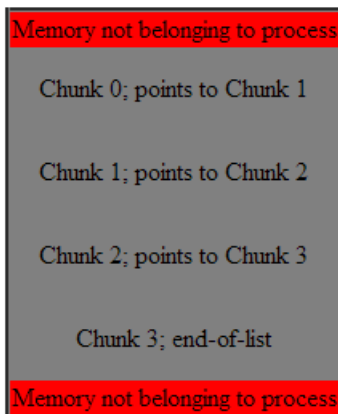 Memory not belonging to process
Chunk 0; points to Chunk 1
Chunk 1; points to Chunk 2
Chunk 2; points to Chunk 3
Chunk 3; end-of-list
Memory not belonging to process